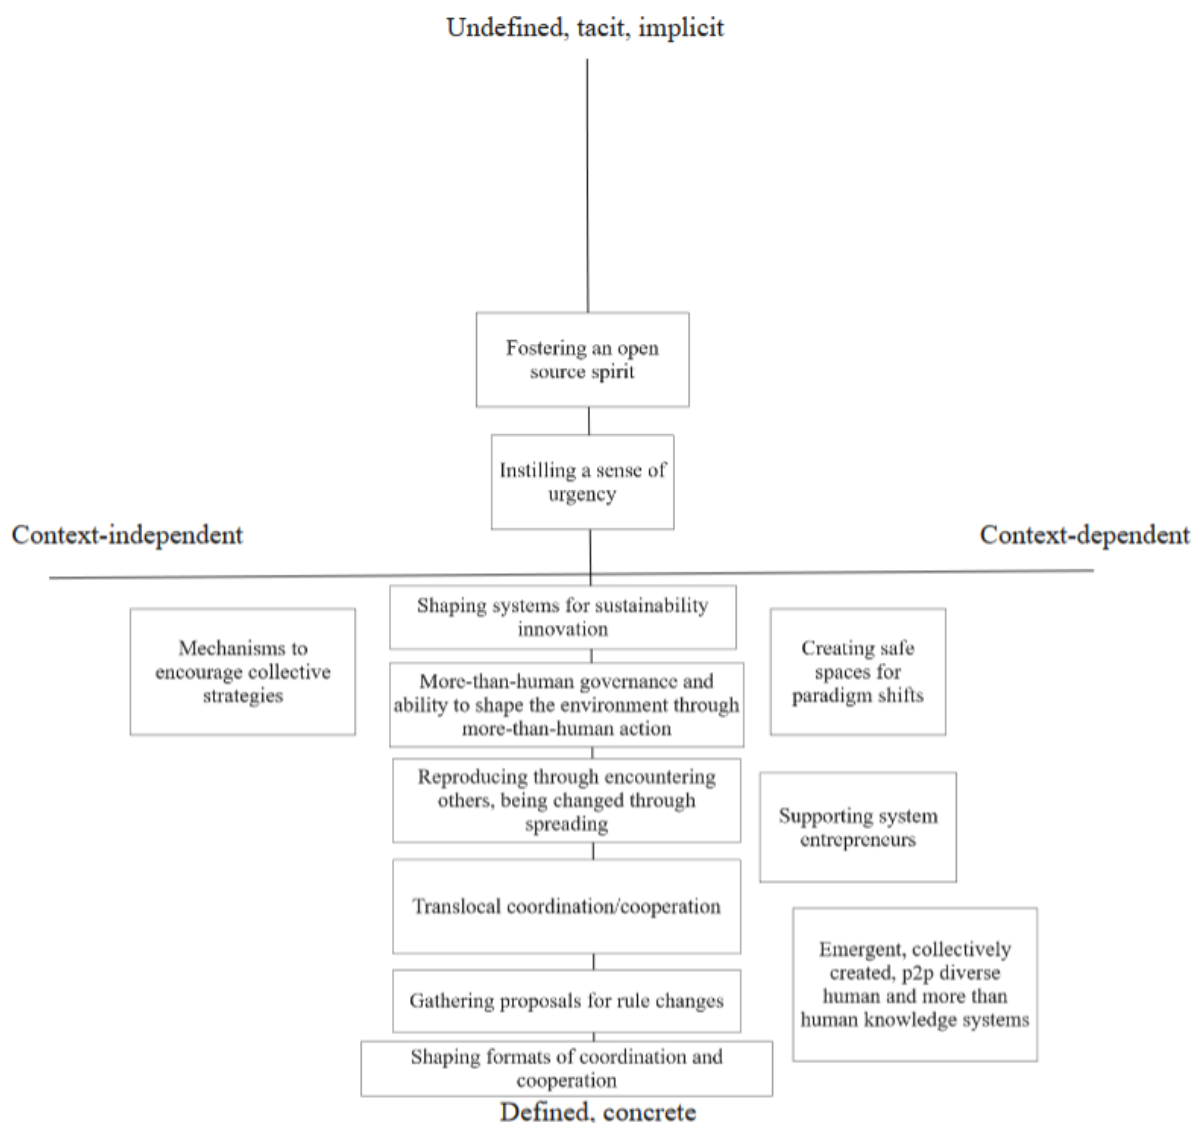 Undefined, tacit, implicit
Fostering an open
source spirit
Instilling a sense of
urgency
Context-independent
Context-dependent
Shaping systems for sustainability
innovation
Mechanisms to
encourage collective
strategies
Creating safe
spaces for
paradigm shifts
More-than-human governance and
ability to shape the environment through
more-than-human action
Reproducing through encountering
others, being changed through
spreading
Supporting system
entrepreneurs
Translocal coordination/cooperation
Emergent, collectively
created, p2p diverse
human and more than
human knowledge systems
Gathering proposals for rule changes
Shaping formats of coordination and
cooperation
Defined, concrete